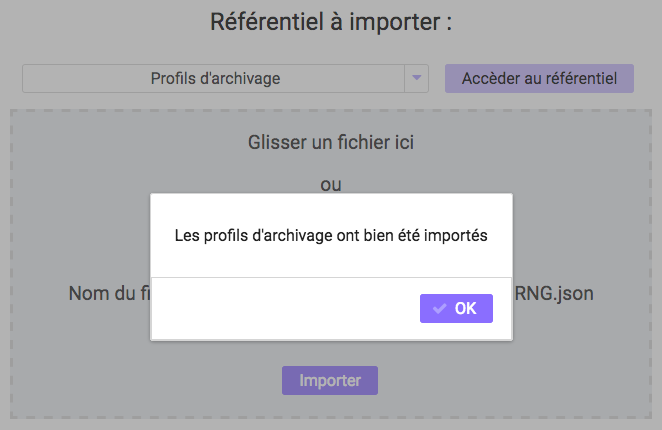 Référentiel à importer :
Profils d'archivage
Accèder au référentiel
Glisser un fichier ici
ou
Les profils d'archivage ont bien été importés
Nom du fi RNG.json
OK
Importer